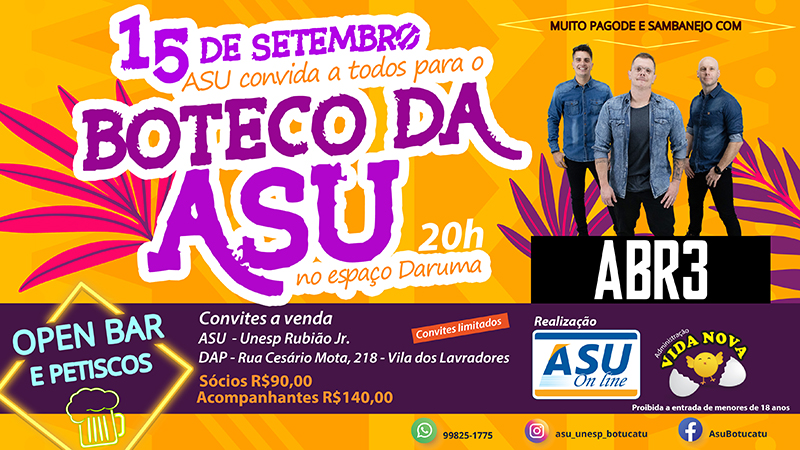 15 DE SETEMBRO
ASU convida a todos para o
BOTECO DA
ASU
20h
no espaço Daruma
MUITO PAGODE E SAMBANEJO COM
ABR3
OPEN BAR
E PETISCOS
Convites a venda
ASU - Unesp Rubião Jr.
DAP - Rua Cesário Mota, 218 - Vila dos Lavradores
Convites limitados
Sócios R$90,00
Acompanhantes R$140,00
Realização
ASU
On line
Administração
VIDA NOVA
Proibida a entrada de menores de 18 anos
99825-1775
asu_unesp_botucatu
AsuBotucatu